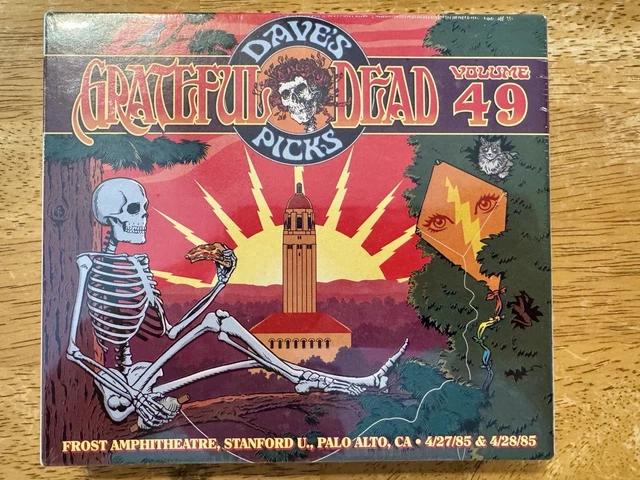 DAVE'S
GRATEFUL DEAD
PICKS
VOLUME
49
FROST AMPHITHEATRE, STANFORD U., PALO ALTO, CA • 4/27/85 & 4/28/85